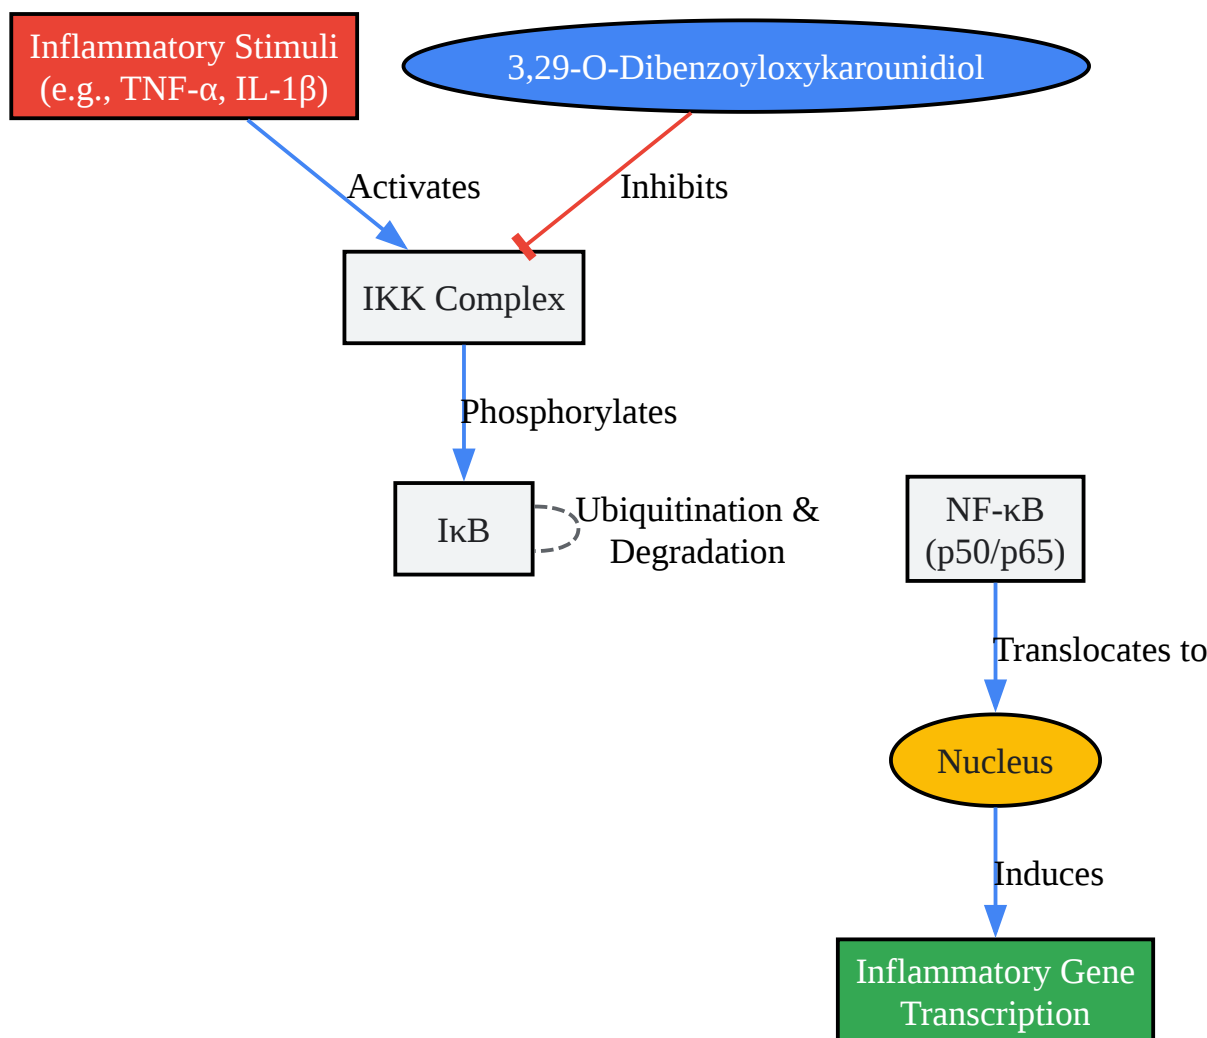 Inflammatory Stimuli
(e.g., TNF-α, IL-1β)
3,29-O-Dibenzoyloxykarounidiol
Activates
Inhibits
IKK Complex
Phosphorylates
IκB
Ubiquitination &
Degradation
NF-κB
(p50/p65)
Translocates to
Nucleus
Induces
Inflammatory Gene
Transcription